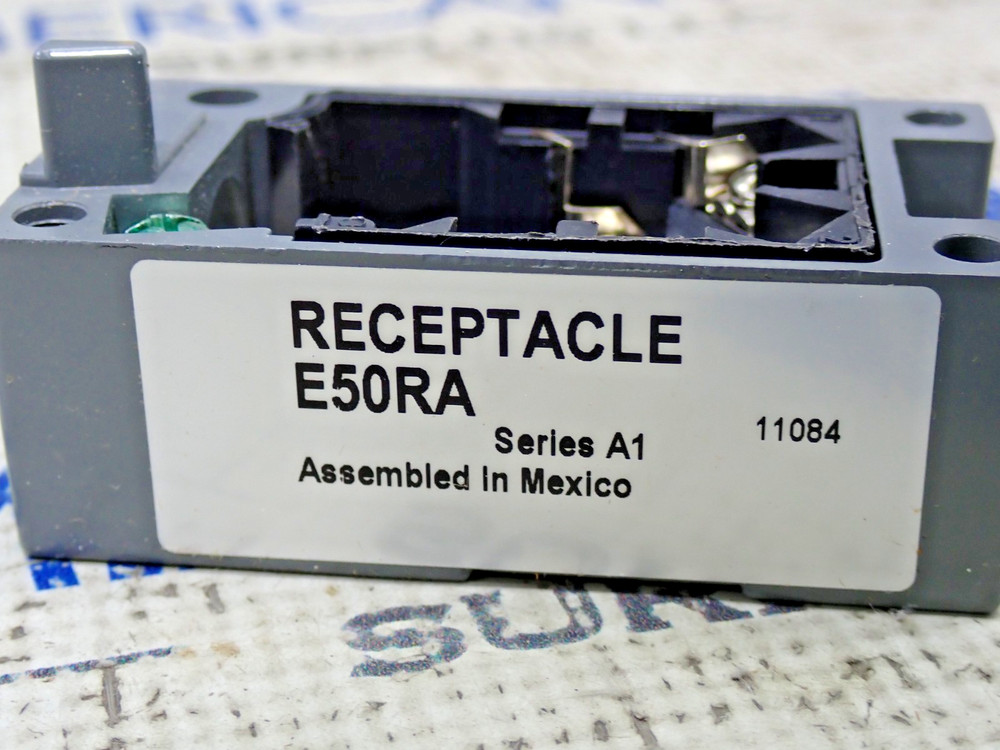 RECEPTACLE
E50RA
Series A1
11084
Assembled in Mexico